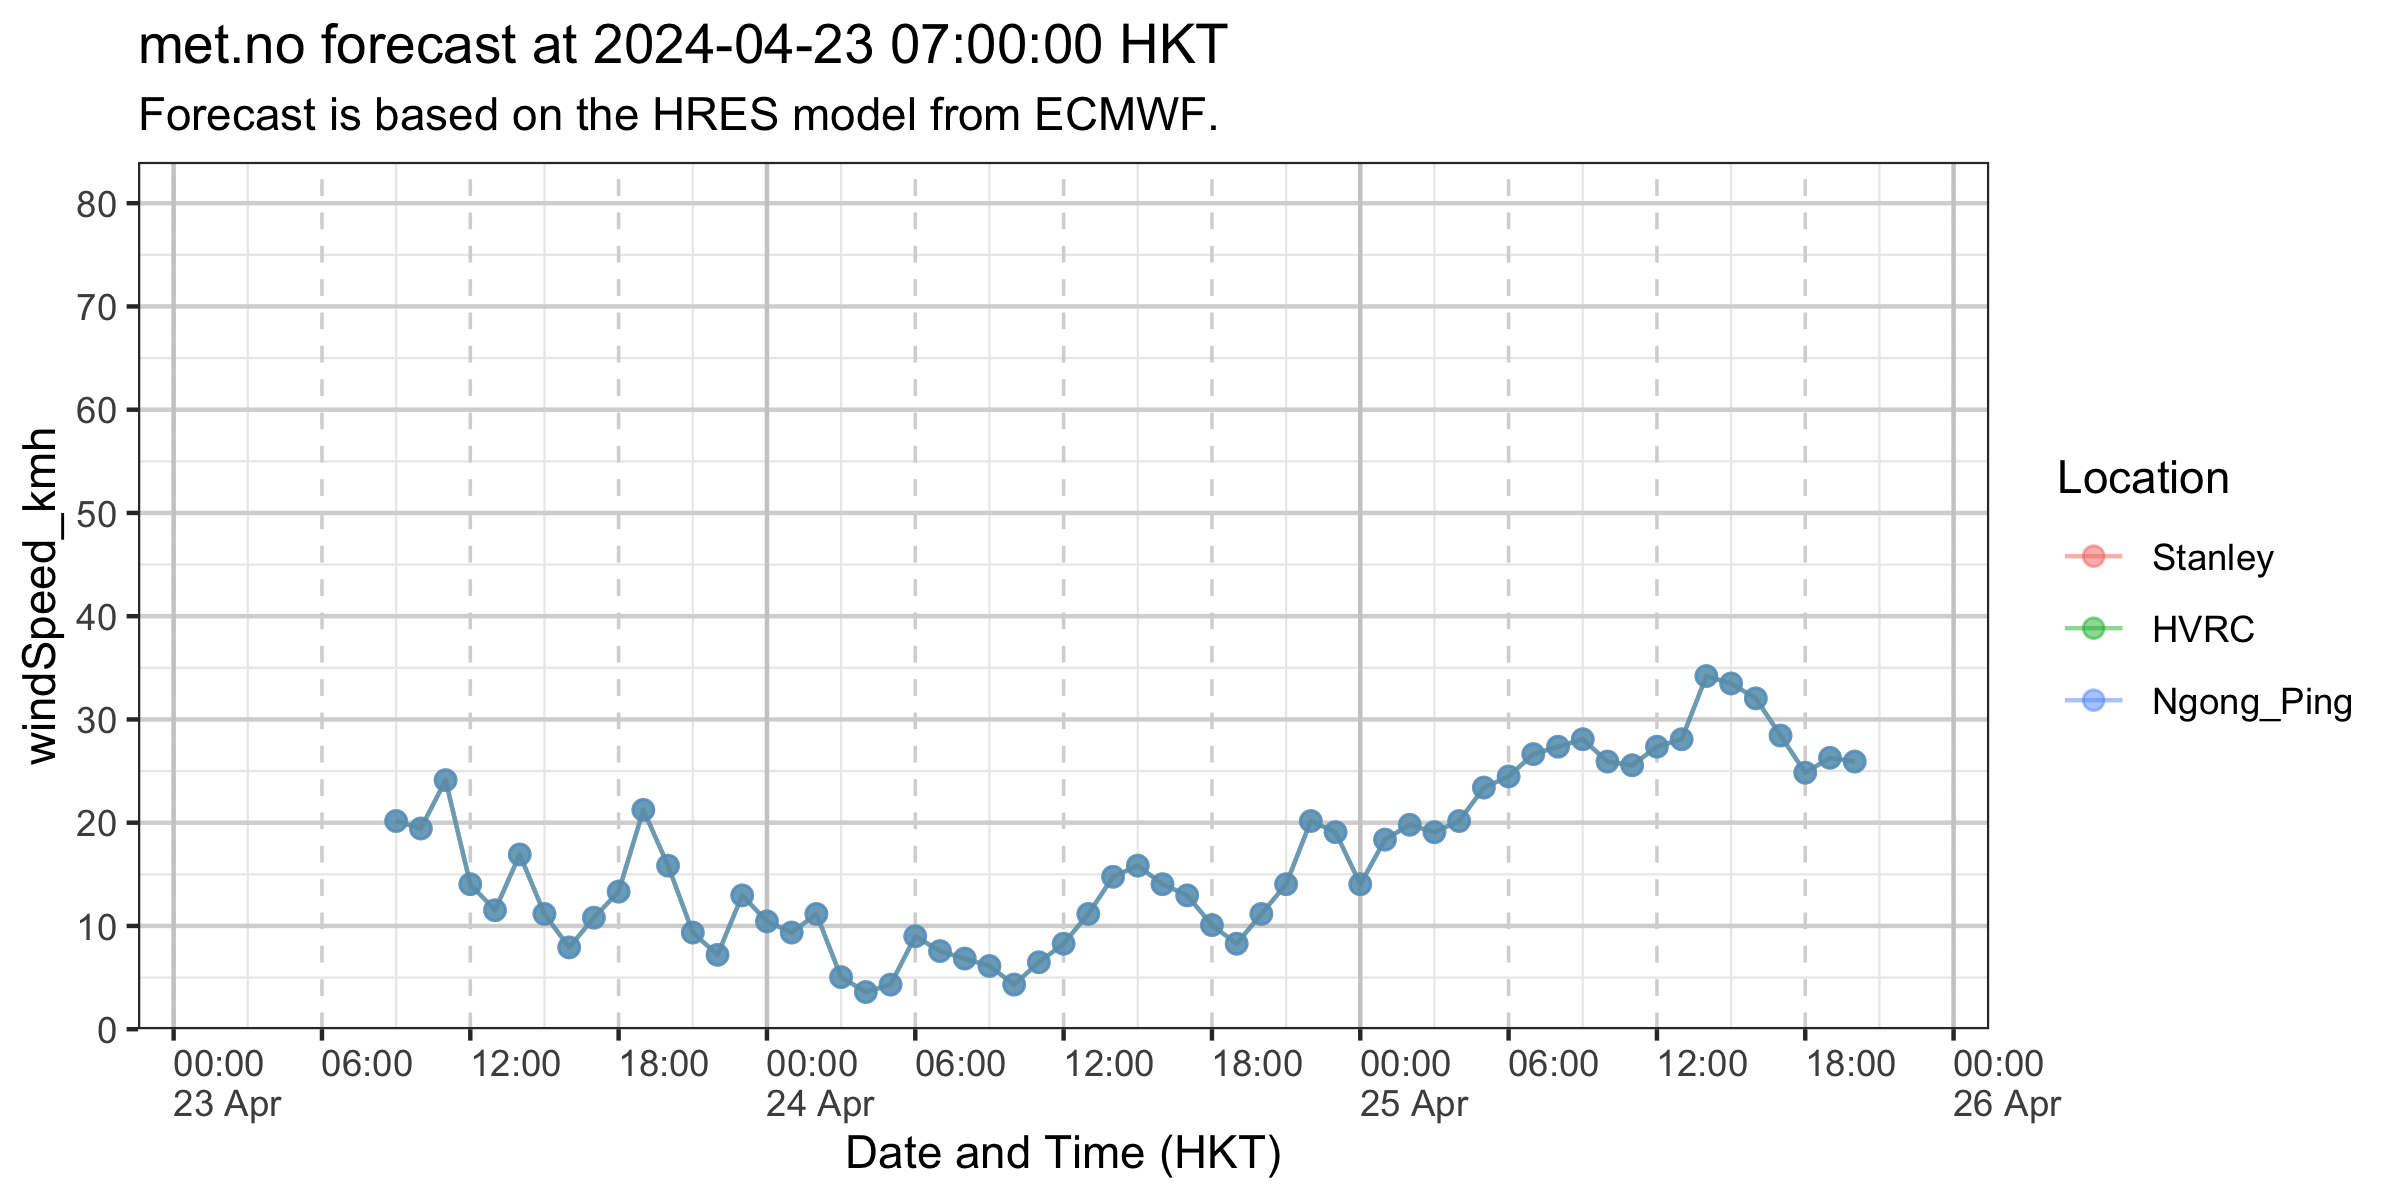 met.no forecast at 2024-04-23 07:00:00 HKT
Forecast is based on the HRES model from ECMWF.
windSpeed_kmh
80
70
60
50
40
30
20
10
0
00:00 06:00 12:00 18:00 00:00 06:00 12:00 18:00 00:00 06:00 12:00 18:00 00:00
23 Apr 24 Apr 25 Apr 26 Apr
Date and Time (HKT)
Location
Stanley
HVRC
Ngong_Ping